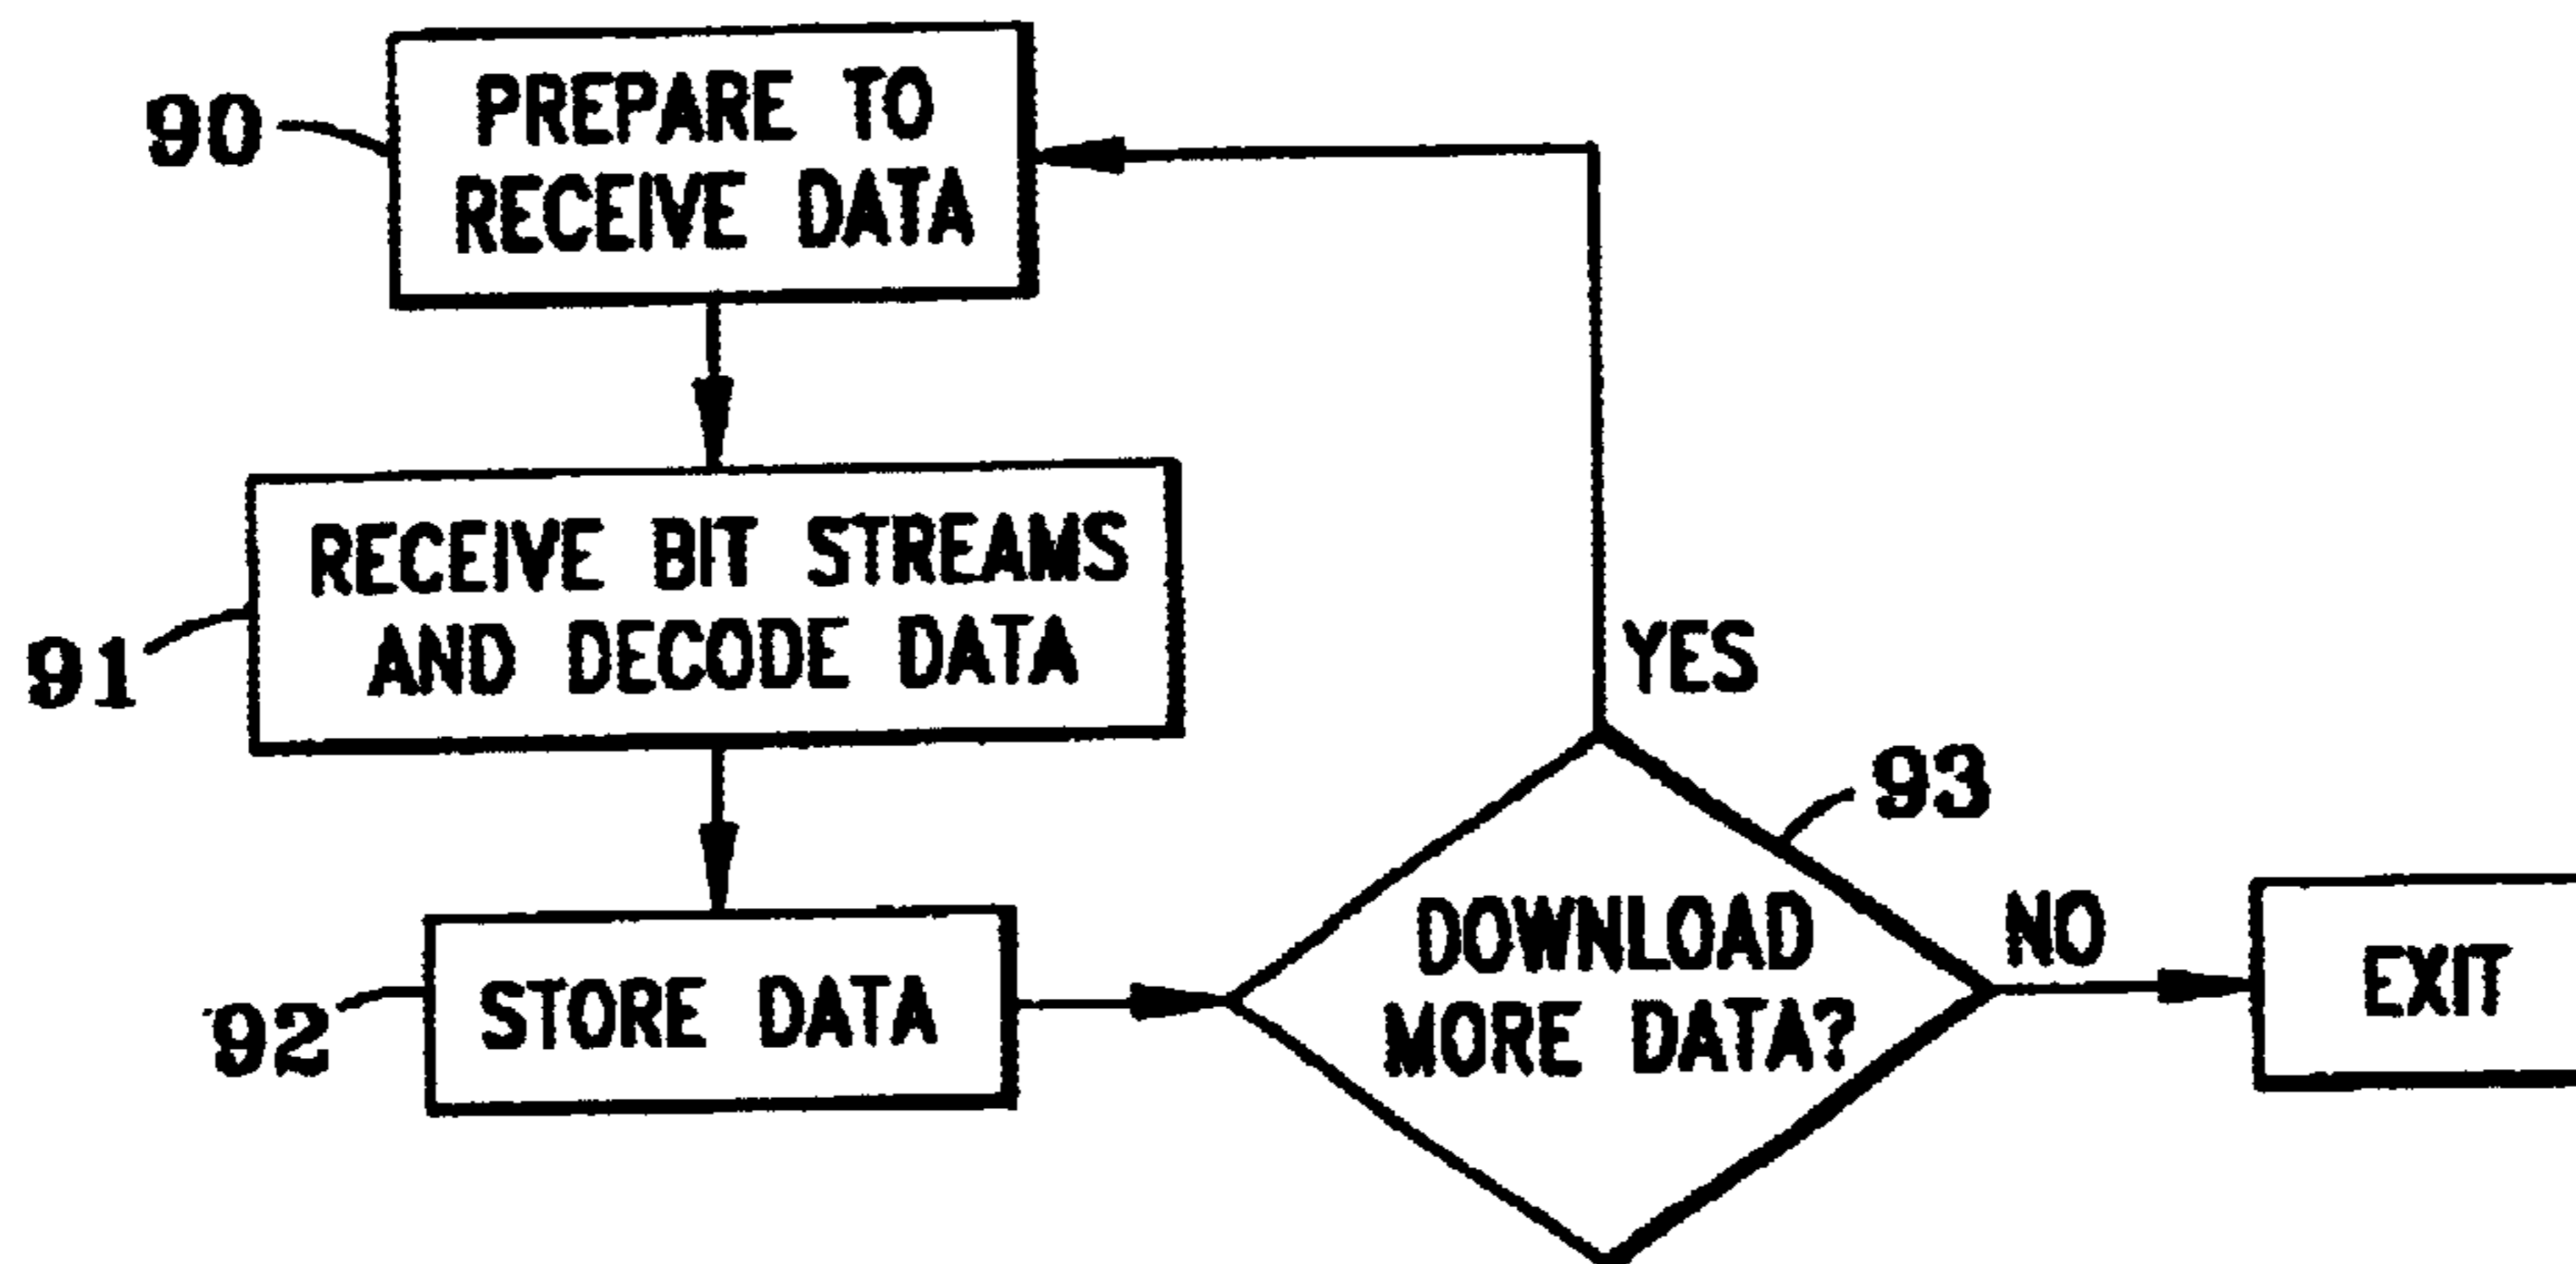 90
PREPARE TO
RECEIVE DATA
91
RECEIVE BIT STREAMS
AND DECODE DATA
92
STORE DATA
YES
93
DOWNLOAD
MORE DATA?
NO
EXIT